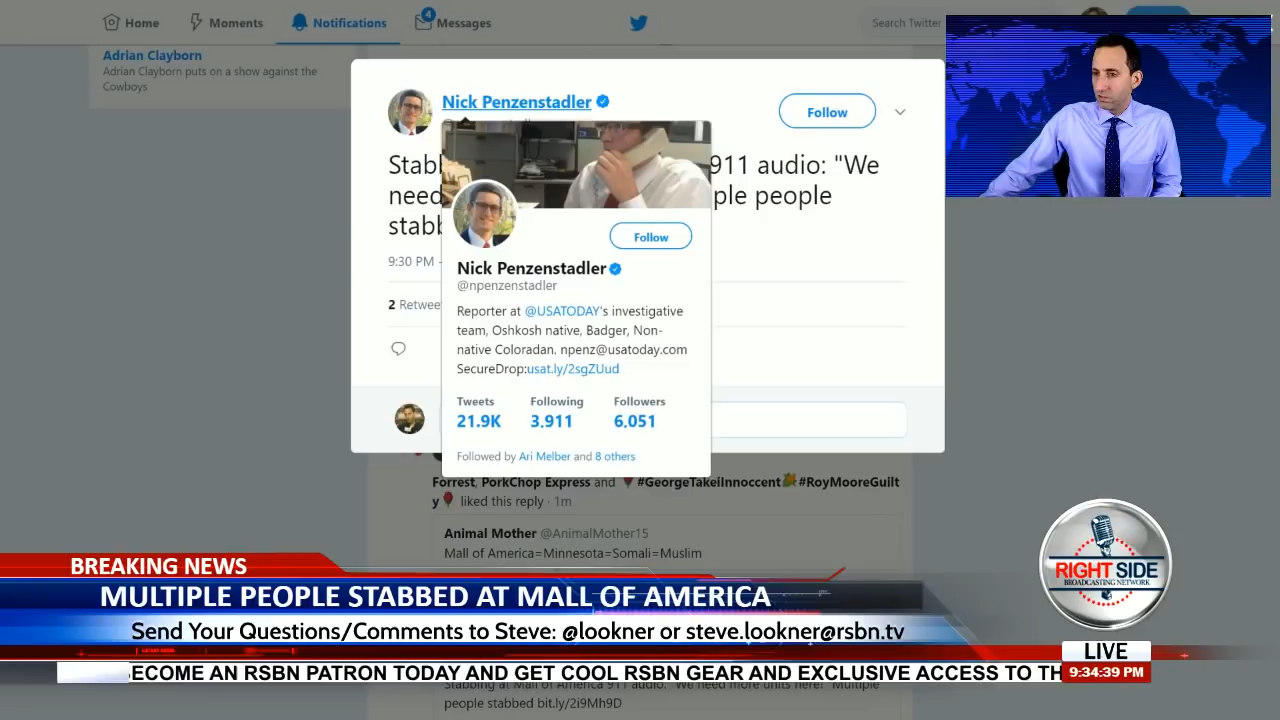 Home
Moments
Notifications
4
Messages
Search Twitter
Adrian Clayborn
Adrian Clayborn puts on a show against the
Cowboys
Nick Penzenstadler
Follow
911 audio: "We
need
ple people
9:30 PM
2 Retwee
Follow
Nick Penzenstadler
@npenzenstadler
Reporter at @USATODAY's investigative
team, Oshkosh native, Badger, Non-
native Coloradan. npenz@usatoday.com
SecureDrop:usat.ly/2sgZUud
Tweets Following Followers
21.9K 3,911 6,051
Followed by Ari Melber and 8 others
Forrest, PorkChop Express and #GeorgeTakeiInnocent #RoyMooreGuilt
y liked this reply · 1m
Animal Mother @AnimalMother15
Mall of America=Minnesota=Somali=Muslim
BREAKING NEWS
MULTIPLE PEOPLE STABBED AT MALL OF AMERICA
Send Your Questions/Comments to Steve: @lookner or steve.lookner@rsbn.tv
RIGHT SIDE
BROADCASTING NETWORK
LIVE
9:34:39 PM
ECOME AN RSBN PATRON TODAY AND GET COOL RSBN GEAR AND EXCLUSIVE ACCESS TO TH
Stabbing at Mall of America 911 audio: "We need more units here!" Multiple
people stabbed bit.ly/2i9Mh9D